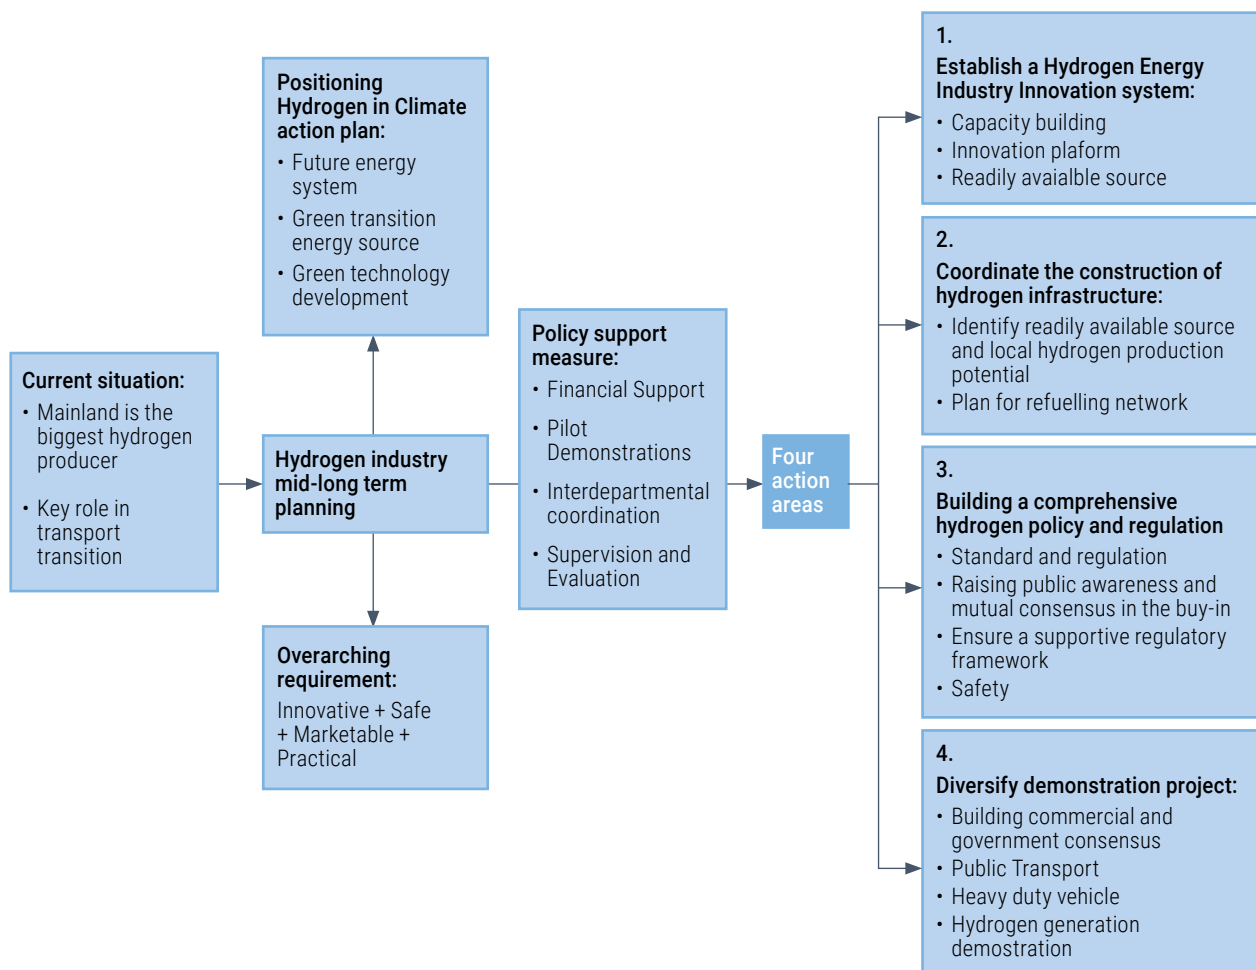 Current situation:
• Mainland is the
biggest hydrogen
producer
• Key role in
transport
transition
Positioning
Hydrogen in Climate
action plan:
• Future energy
system
• Green transition
energy source
• Green technology
development
Hydrogen industry
mid-long term
planning
Overarching
requirement:
Innovative + Safe
+ Marketable +
Practical
Policy support
measure:
• Financial Support
• Pilot
Demonstrations
• Interdepartmental
coordination
• Supervision and
Evaluation
Four
action
areas
1.
Establish a Hydrogen Energy
Industry Innovation system:
• Capacity building
• Innovation plaform
• Readily avaialble source
2.
Coordinate the construction of
hydrogen infrastructure:
• Identify readily available source
and local hydrogen production
potential
• Plan for refuelling network
3.
Building a comprehensive
hydrogen policy and regulation
• Standard and regulation
• Raising public awareness and
mutual consensus in the buy-in
• Ensure a supportive regulatory
framework
• Safety
4.
Diversify demonstration project:
• Building commercial and
government consensus
• Public Transport
• Heavy duty vehicle
• Hydrogen generation
demostration